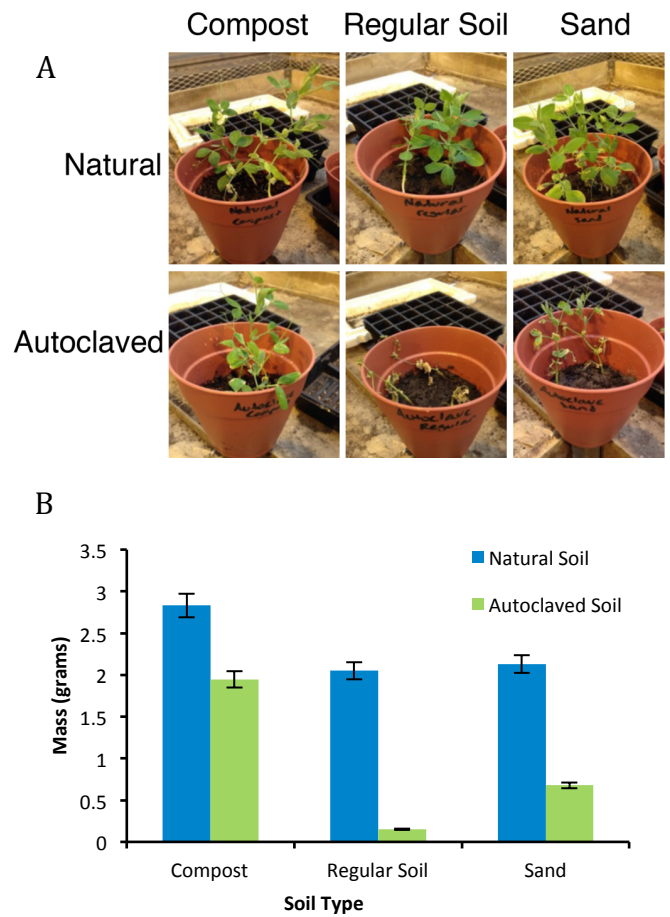 Compost Regular Soil Sand
A
Natural
Natural
Compost
Natural
regular
Natural
Sand
Autoclaved
Autoclave
Autoclave
Regular
Autoclave
Sand
B
3.5
3
2.5
2
1.5
1
0.5
0
Mass (grams)
Natural Soil
Autoclaved Soil
Compost Regular Soil Sand
Soil Type